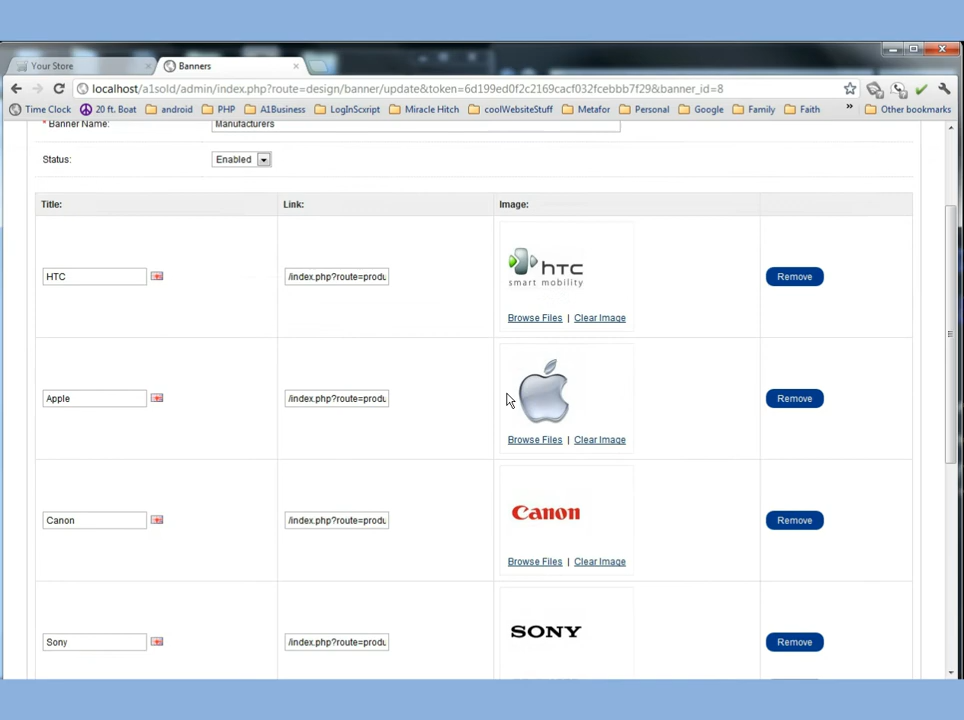 Your Store
Banners
localhost/a1sold/admin/index.php?route=design/banner/update&token=6d199ed0f2c2169cacf032fcebbb7f29&banner_id=8
Time Clock 20 ft. Boat android PHP A1Business LogInScript Miracle Hitch coolWebsiteStuff Metafor Personal Google Family Faith » Other bookmarks
* Banner Name: Manufacturers
Status: Enabled
Title: Link: Image:
HTC /index.php?route=produ Remove
htc
smart mobility
Browse Files | Clear Image
Apple /index.php?route=produ Remove
Browse Files | Clear Image
Canon /index.php?route=produ Canon Remove
Browse Files | Clear Image
Sony /index.php?route=produ SONY Remove